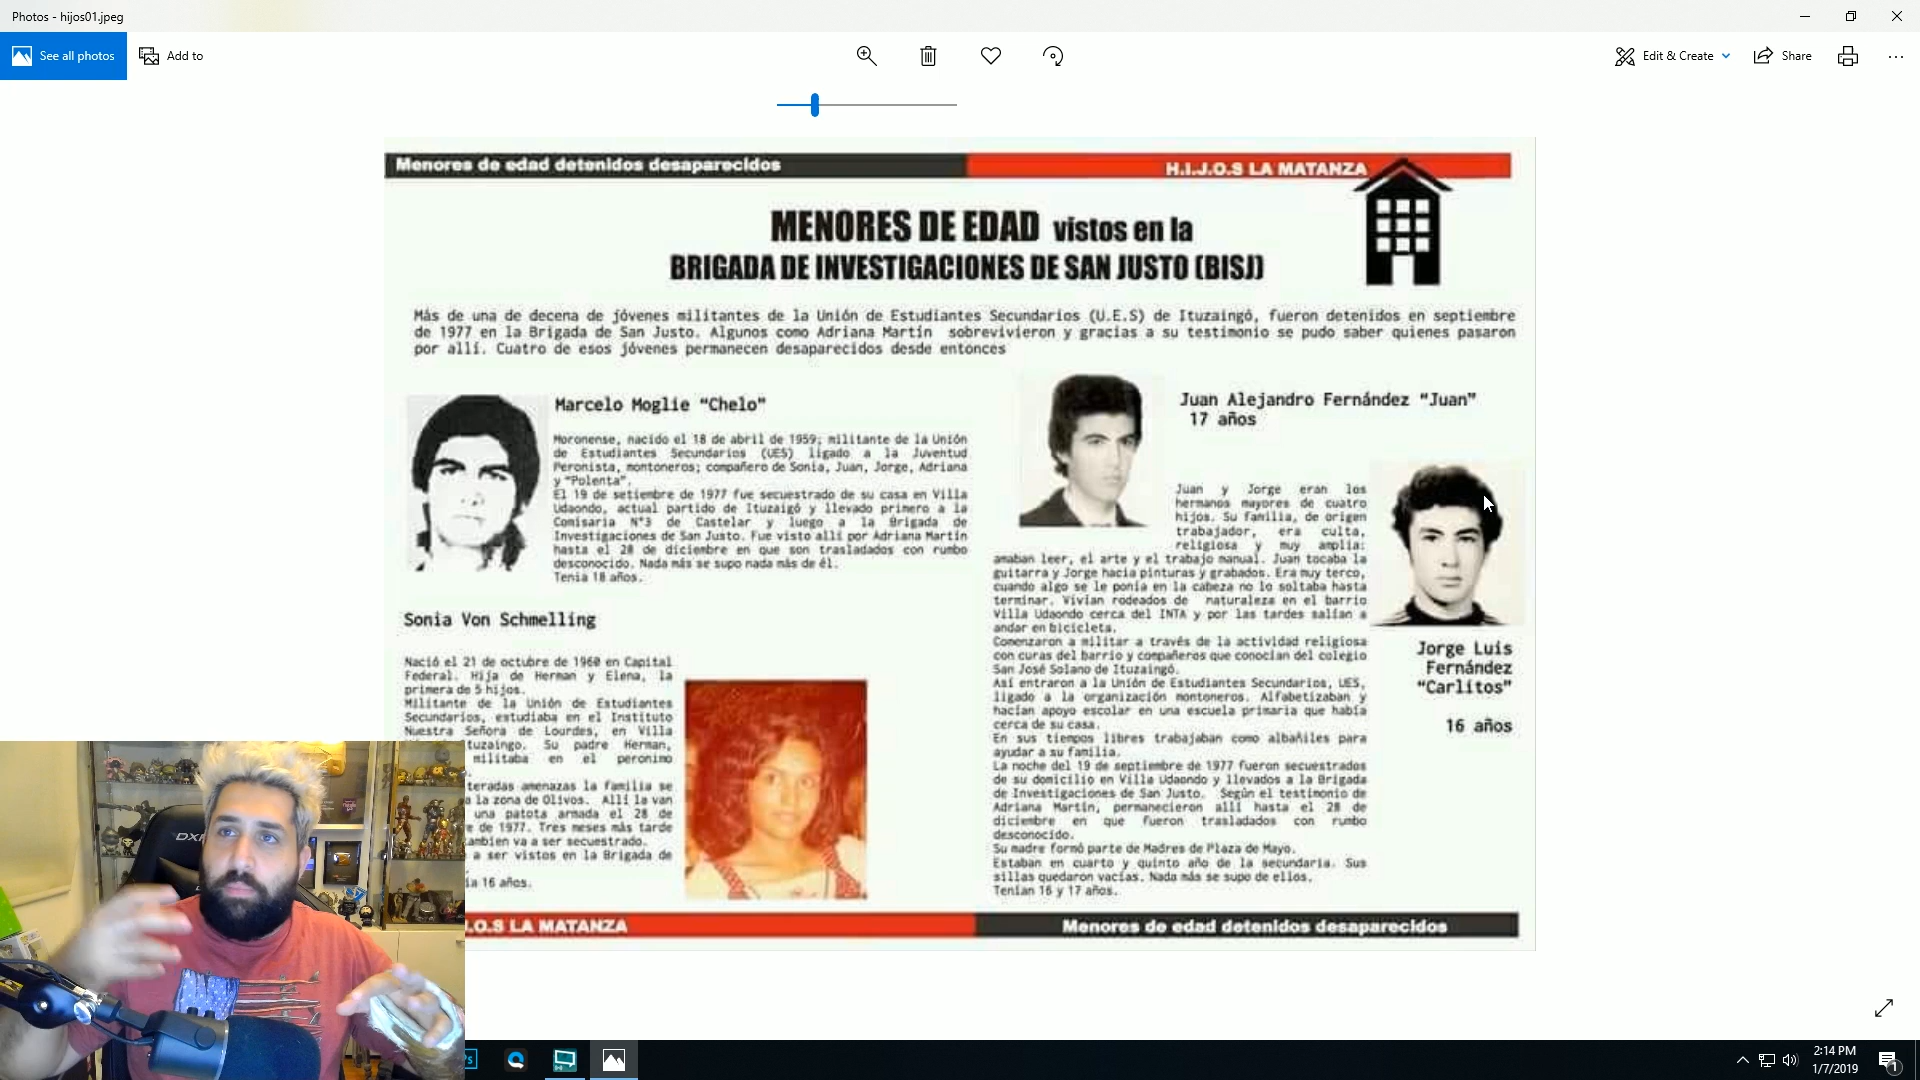 Photos - hijos01.jpeg
See all photos
Add to
Edit & Create
Share
Menores de edad detenidos desaparecidos
H.I.J.O.S LA MATANZA
MENORES DE EDAD vistos en la
BRIGADA DE INVESTIGACIONES DE SAN JUSTO (BISJ)
Más de una de decena de jóvenes militantes de la Unión de Estudiantes Secundarios (U.E.S) de Ituzaingó, fueron detenidos en septiembre
de 1977 en la Brigada de San Justo. Algunos como Adriana Martín sobrevivieron y gracias a su testimonio se pudo saber quienes pasaron
por allí. Cuatro de esos jóvenes permanecen desaparecidos desde entonces
Marcelo Moglie “Chelo”
Moronense, nacido el 18 de abril de 1959; militante de la Unión
de Estudiantes Secundarios (UES) ligado a la Juventud
Peronista, montoneros; compañero de Sonia, Juan, Jorge, Adriana
y “Polenta”.
El 19 de setiembre de 1977 fue secuestrado de su casa en Villa
Udaondo, actual partido de Ituzaigó y llevado primero a la
Comisaria N°3 de Castelar y luego a la Brigada de
Investigaciones de San Justo. Fue visto allí por Adriana Martín
hasta el 28 de diciembre en que son trasladados con rumbo
desconocido. Nada más se supo nada más de él.
Tenia 18 años.
Sonia Von Schmelling
Nació el 21 de octubre de 1960 en Capital
Federal. Hija de Herman y Elena, la
primera de 5 hijos.
Militante de la Unión de Estudiantes
Secundarios, estudiaba en el Instituto
Nuestra Señora de Lourdes, en Villa
tuzaingo. Su padre Herman,
militaba en el peronimo
teradas amenazas la familia se
a la zona de Olivos. Allí la van
una patota armada el 28 de
e de 1977. Tres meses más tarde
ambien va a ser secuestrado.
a ser vistos en la Brigada de
ía 16 años.
Juan Alejandro Fernández “Juan”
17 años
Juan y Jorge eran los
hermanos mayores de cuatro
hijos. Su familia, de origen
trabajador, era culta,
religiosa y muy amplia:
amaban leer, el arte y el trabajo manual. Juan tocaba la
guitarra y Jorge hacia pinturas y grabados. Era muy terco,
cuando algo se le ponía en la cabeza no lo soltaba hasta
terminar. Vivían rodeados de naturaleza en el barrio
Villa Udaondo cerca del INTA y por las tardes salían a
andar en bicicleta.
Comenzaron a militar a través de la actividad religiosa
con curas del barrio y compañeros que conocían del colegio
San José Solano de Ituzaingó.
Así entraron a la Unión de Estudiantes Secundarios, UES,
ligado a la organización montoneros. Alfabetizaban y
hacían apoyo escolar en una escuela primaria que había
cerca de su casa.
En sus tiempos libres trabajaban como albañiles para
ayudar a su familia.
La noche del 19 de septiembre de 1977 fueron secuestrados
de su domicilio en Villa Udaondo y llevados a la Brigada
de Investigaciones de San Justo. Según el testimonio de
Adriana Martín, permanecieron allí hasta el 28 de
diciembre en que fueron trasladados con rumbo
desconocido.
Su madre formó parte de Madres de Plaza de Mayo.
Estaban en cuarto y quinto año de la secundaria. Sus
sillas quedaron vacías. Nada más se supo de ellos.
Tenían 16 y 17 años.
Jorge Luis
Fernández
“Carlitos”
16 años
.O.S LA MATANZA
Menores de edad detenidos desaparecidos
DX
2:14 PM
1/7/2019
1